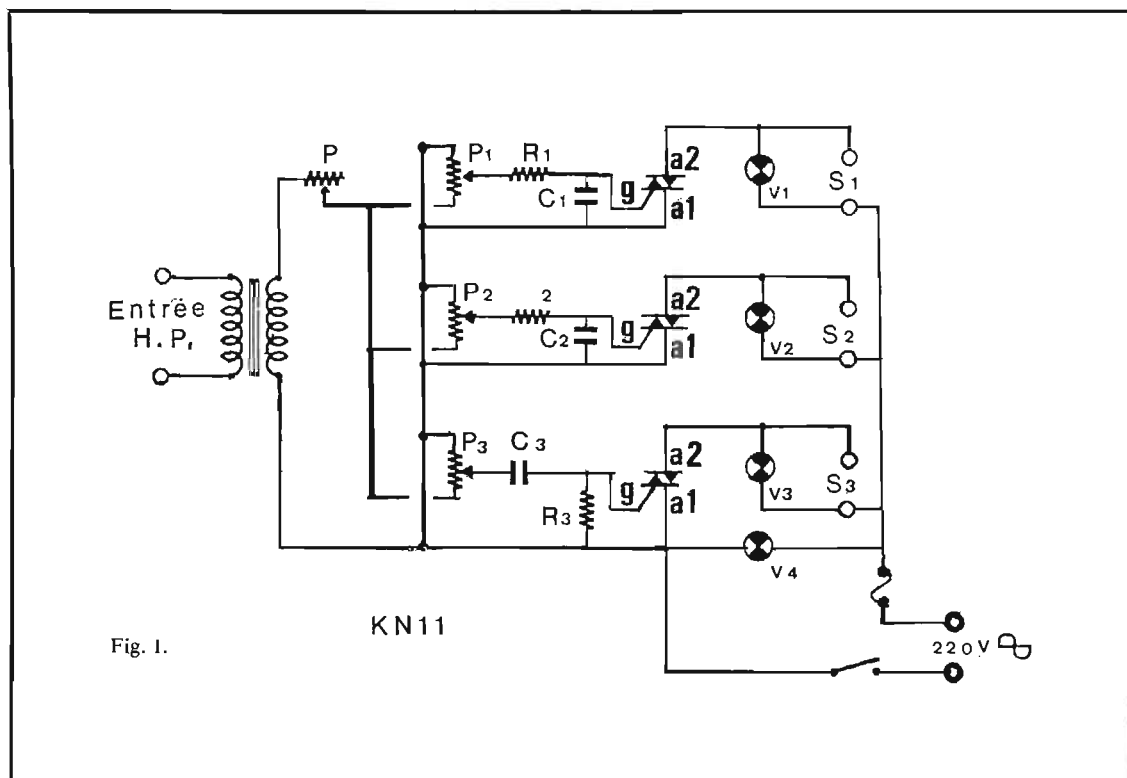 P
P1
R1
C1
g
a2
a1
V1
S1
Entrée
H.P.
P2
2
C2
g
a2
a1
V2
S2
P3
C3
R3
g
a2
a1
V3
S3
V4
KN11
Fig. 1.
220V